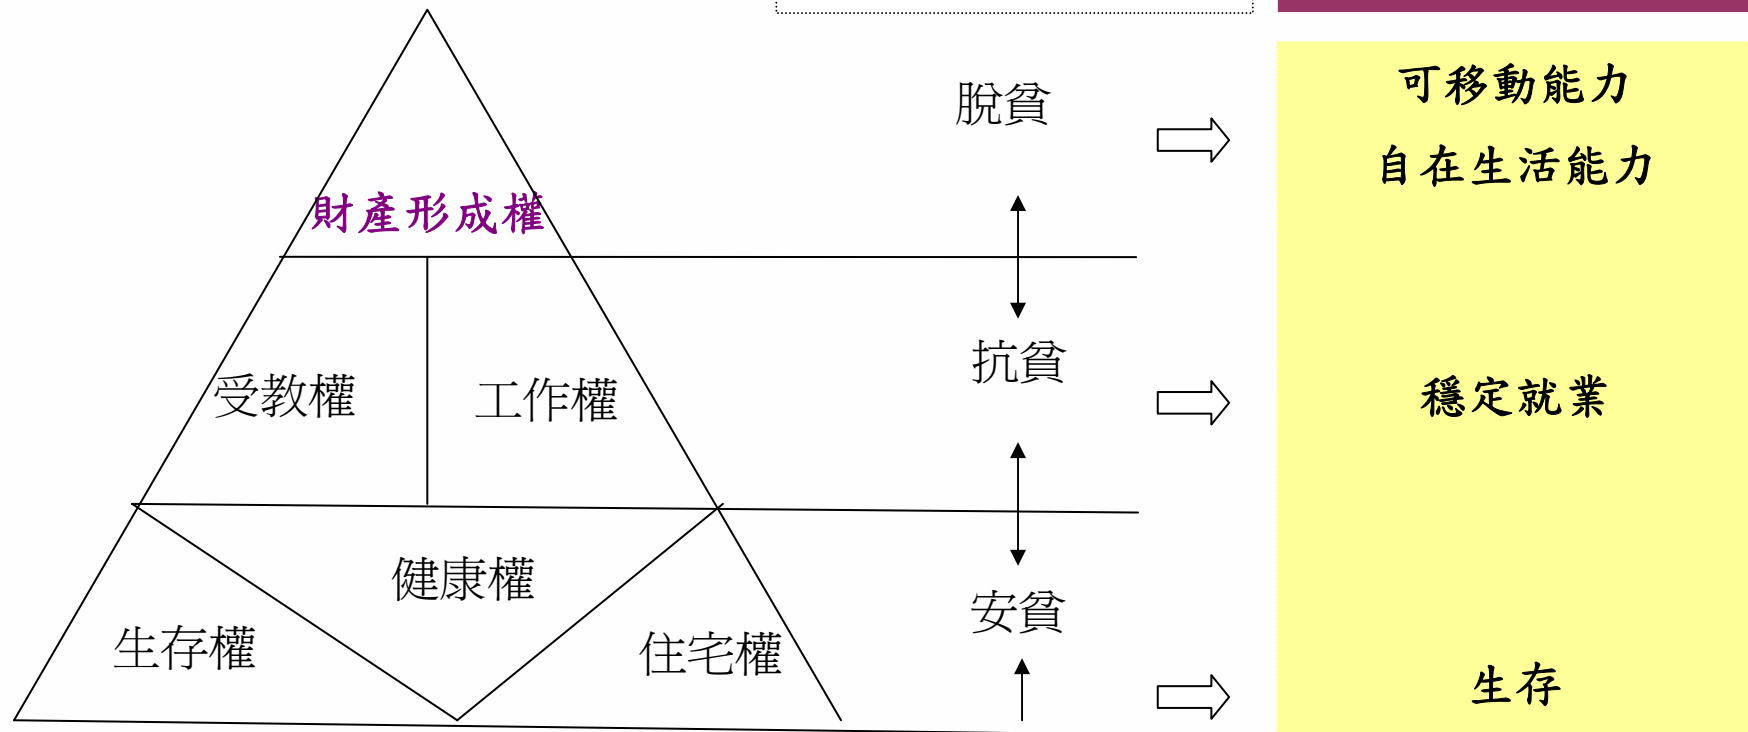 脫貧
可移動能力
自在生活能力
財產形成權
抗貧
受教權
工作權
穩定就業
健康權
安貧
生存權
住宅權
生存